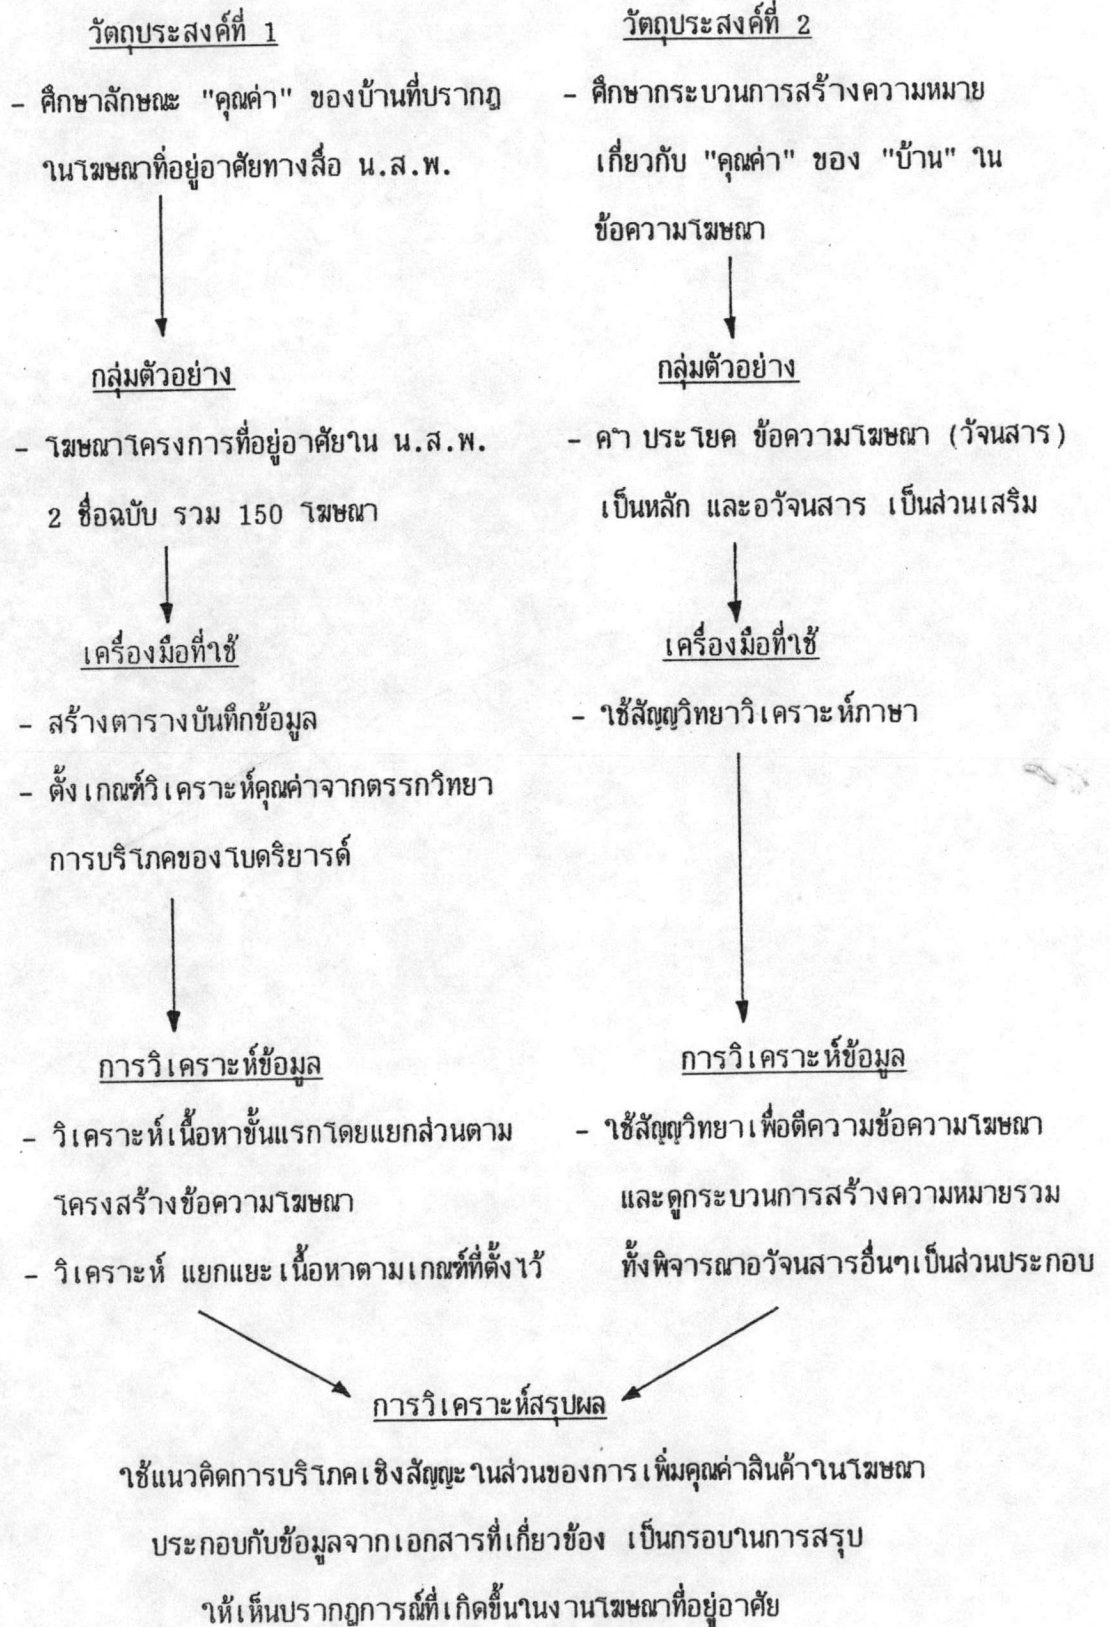 วัตถุประสงค์ที่ 1
- ศึกษาลักษณะ "คุณค่า" ของบ้านที่ปรากฏ
ในโฆษณาที่อยู่อาศัยทางสื่อ น.ส.พ.
กลุ่มตัวอย่าง
- โฆษณาโครงการที่อยู่อาศัยใน น.ส.พ.
2 ชื่อฉบับ รวม 150 โฆษณา
เครื่องมือที่ใช้
- สร้างตารางบันทึกข้อมูล
- ตั้งเกณฑ์วิเคราะห์คุณค่าจากตรรกวิทยา
การบริโภคของโบดริยารด์
การวิเคราะห์ข้อมูล
- วิเคราะห์เนื้อหาขั้นแรกโดยแยกส่วนตาม
โครงสร้างข้อความโฆษณา
- วิเคราะห์ แยกแยะเนื้อหาตามเกณฑ์ที่ตั้งไว้
วัตถุประสงค์ที่ 2
- ศึกษากระบวนการสร้างความหมาย
เกี่ยวกับ "คุณค่า" ของ "บ้าน" ใน
ข้อความโฆษณา
กลุ่มตัวอย่าง
- คำ ประโยค ข้อความโฆษณา (วัจนสาร)
เป็นหลัก และอวัจนสาร เป็นส่วนเสริม
เครื่องมือที่ใช้
- ใช้สัญญวิทยาวิเคราะห์ภาษา
การวิเคราะห์ข้อมูล
- ใช้สัญญวิทยาเพื่อตีความข้อความโฆษณา
และดูกระบวนการสร้างความหมายรวม
ทั้งพิจารณาอวัจนสารอื่นๆเป็นส่วนประกอบ
การวิเคราะห์สรุปผล
ใช้แนวคิดการบริโภคเชิงสัญญะในส่วนของการเพิ่มคุณค่าสินค้าในโฆษณา
ประกอบกับข้อมูลจากเอกสารที่เกี่ยวข้อง เป็นกรอบในการสรุป
ให้เห็นปรากฏการณ์ที่เกิดขึ้นในงานโฆษณาที่อยู่อาศัย